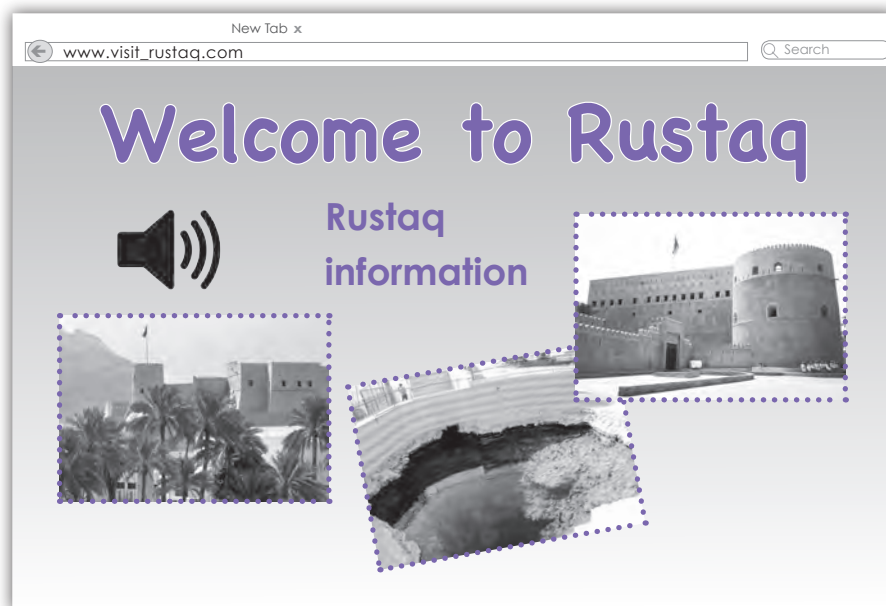 New Tab x
www.visit_rustaq.com
Search
Welcome to Rustaq
Rustaq
information